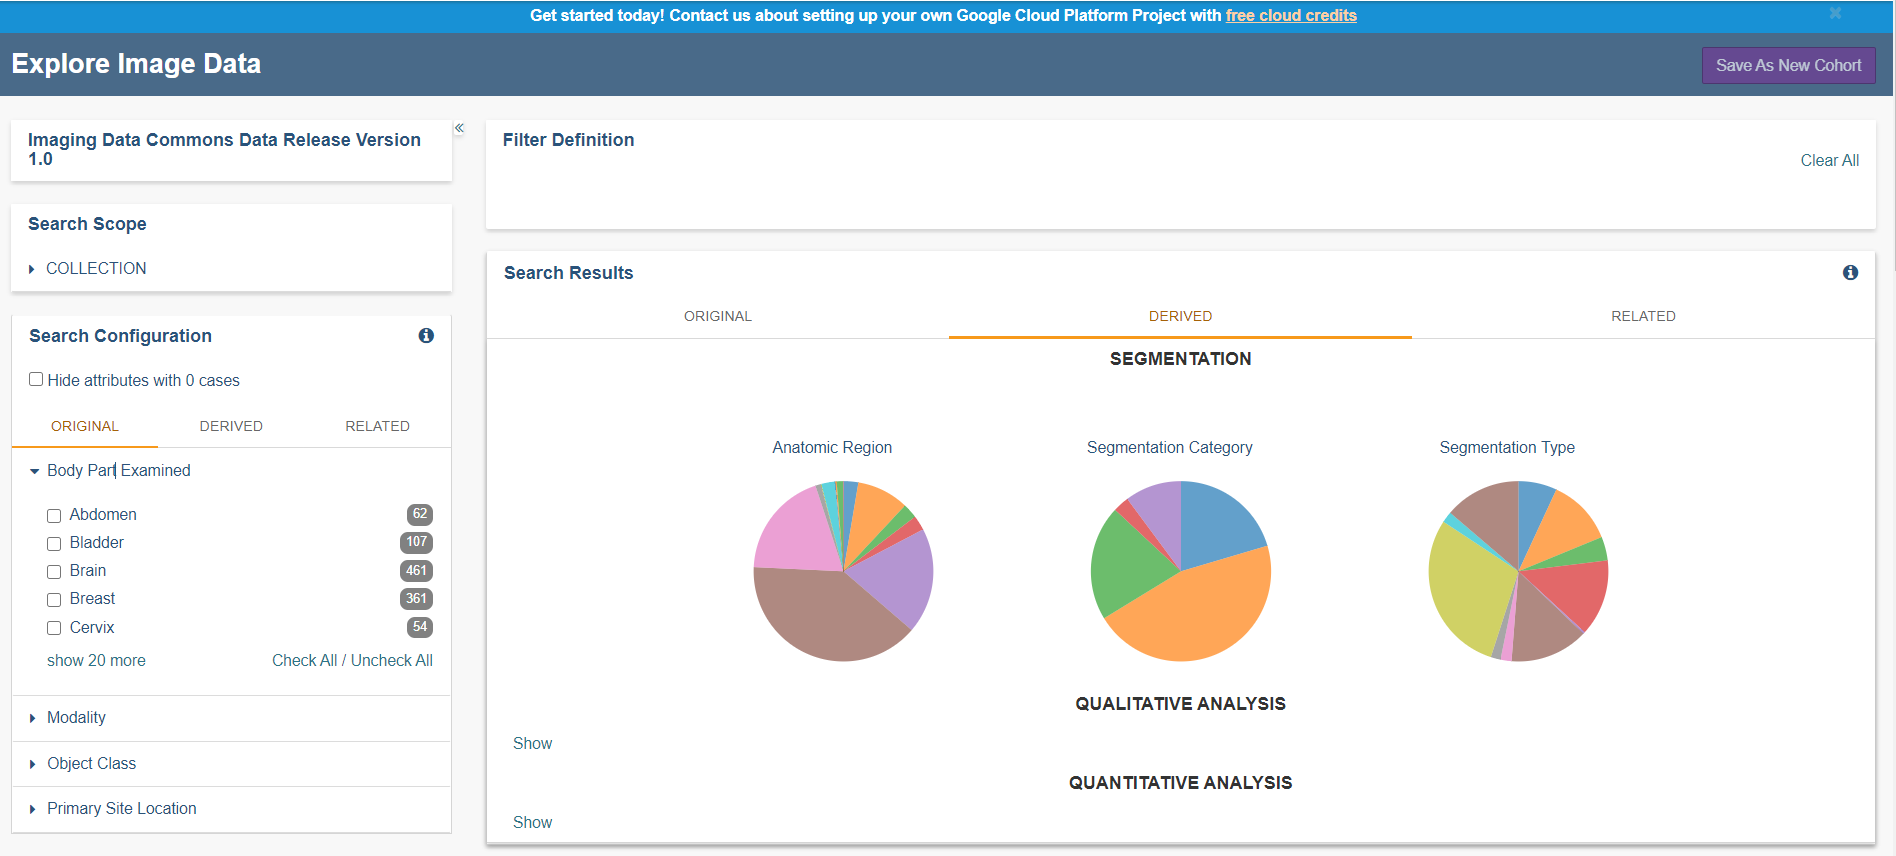 Get started today! Contact us about setting up your own Google Cloud Platform Project with free cloud credits
Explore Image Data
Save As New Cohort
Imaging Data Commons Data Release Version
1.0
Search Scope
COLLECTION
Search Configuration
Hide attributes with 0 cases
ORIGINAL DERIVED RELATED
Body Part Examined
Abdomen 62
Bladder 107
Brain 461
Breast 361
Cervix 54
show 20 more Check All / Uncheck All
Modality
Object Class
Primary Site Location
Filter Definition
Clear All
Search Results
ORIGINAL DERIVED RELATED
SEGMENTATION
Anatomic Region Segmentation Category Segmentation Type
QUALITATIVE ANALYSIS
Show
QUANTITATIVE ANALYSIS
Show